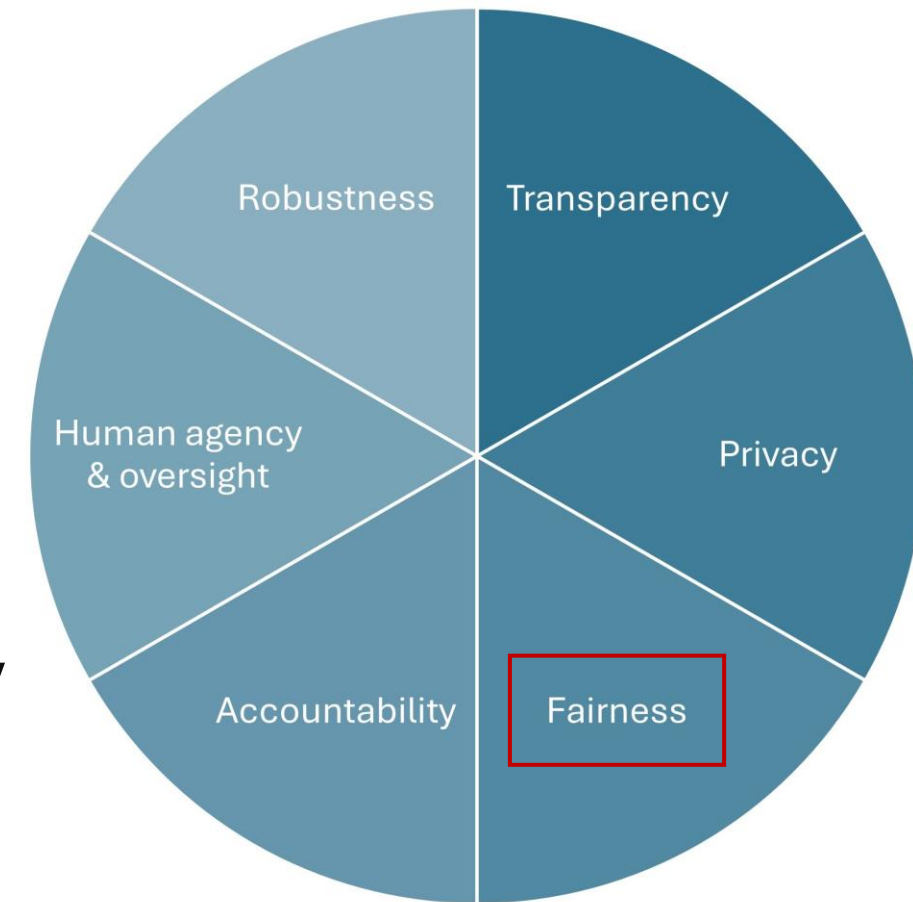 Robustness
Transparency
Human agency
& oversight
Privacy
Accountability
Fairness